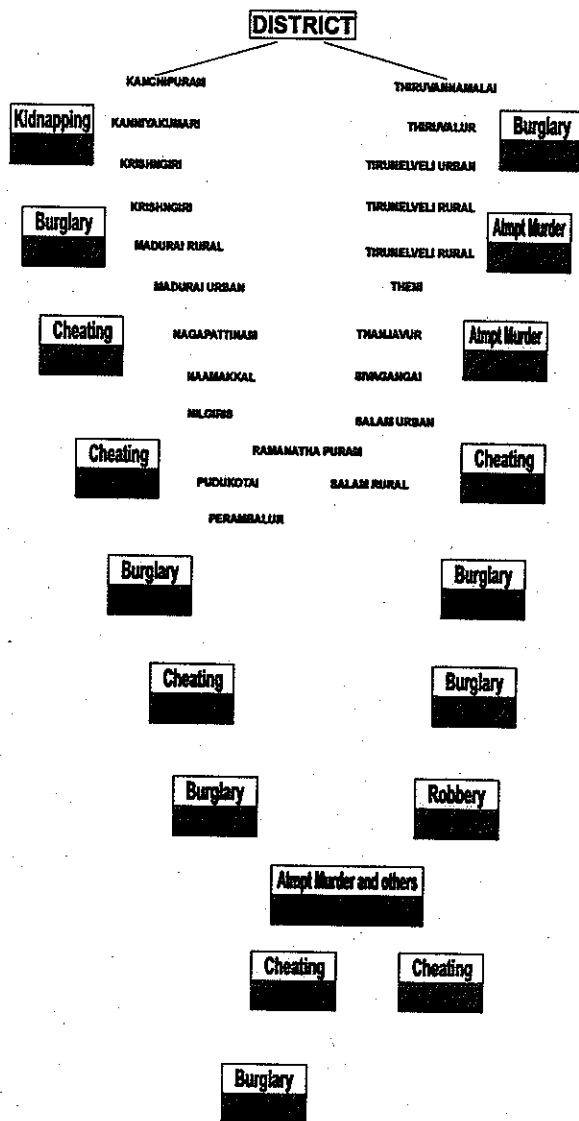 DISTRICT
KANCHIPURAM
THIRUVANNAMALAI
Kidnapping
KANNIYAKUMARI
THIRUVALUR
Burglary
KRISHNGIRI
TIRUNELVELI URBAN
Burglary
KRISHNGIRI
TIRUNELVELI RURAL
Atmpt Murder
MADURAI RURAL
TIRUNELVELI RURAL
MADURAI URBAN
THENI
Cheating
NAGAPATTINAM
THANJAVUR
Atmpt Murder
NAAMAKKAL
SIVAGANGAI
NILGIRIS
SALAM URBAN
Cheating
RAMANATHA PURAM
Cheating
PUDUKOTAI
SALAM RURAL
PERAMBALUR
Burglary
Burglary
Cheating
Burglary
Burglary
Robbery
Atmpt Murder and others
Cheating
Cheating
Burglary